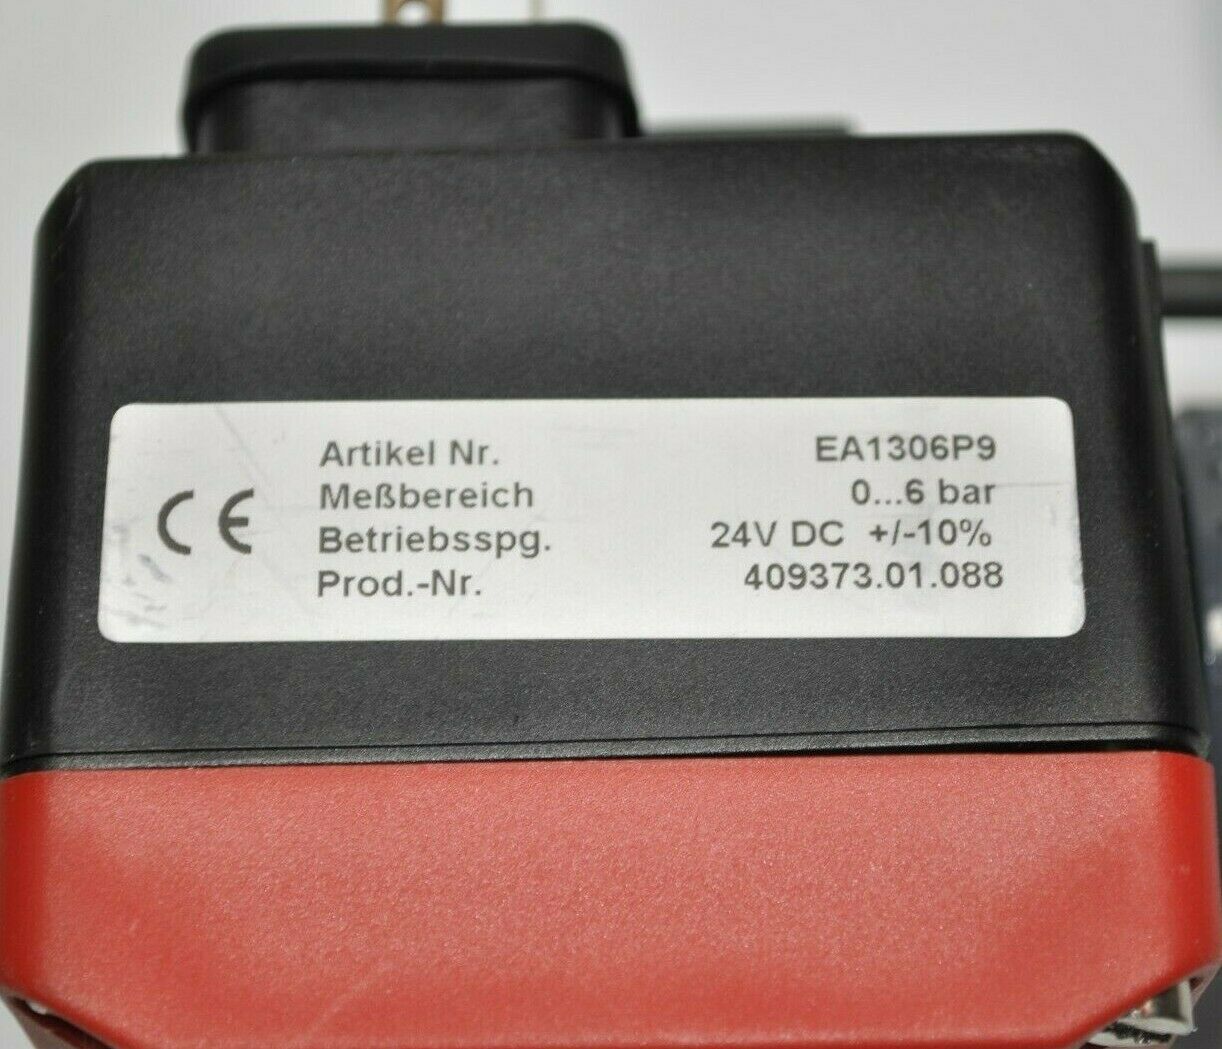 CE
Artikel Nr. EA1306P9
Meßbereich 0...6 bar
Betriebsspg. 24V DC +/-10%
Prod.-Nr. 409373.01.088